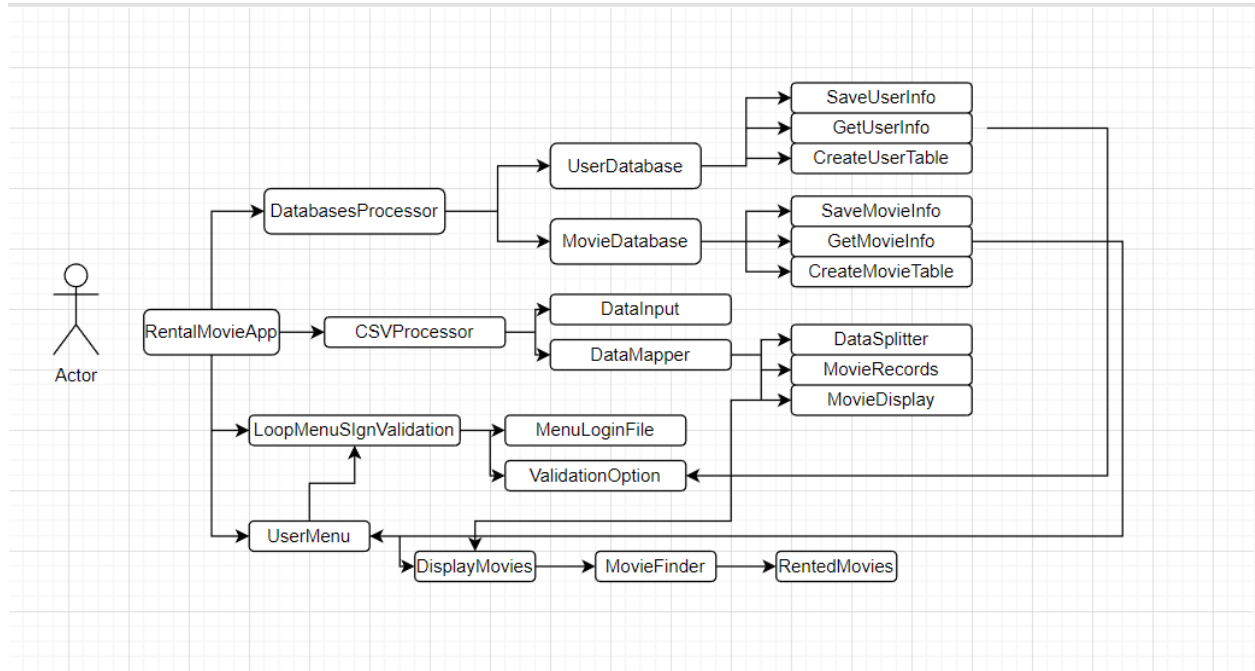 SaveUserInfo
GetUserInfo
CreateUserTable
UserDatabase
DatabasesProcessor
MovieDatabase
SaveMovieInfo
GetMovieInfo
CreateMovieTable
Actor
RentalMovieApp
CSVProcessor
DataInput
DataMapper
DataSplitter
MovieRecords
MovieDisplay
LoopMenuSIgnValidation
MenuLoginFile
ValidationOption
UserMenu
DisplayMovies
MovieFinder
RentedMovies